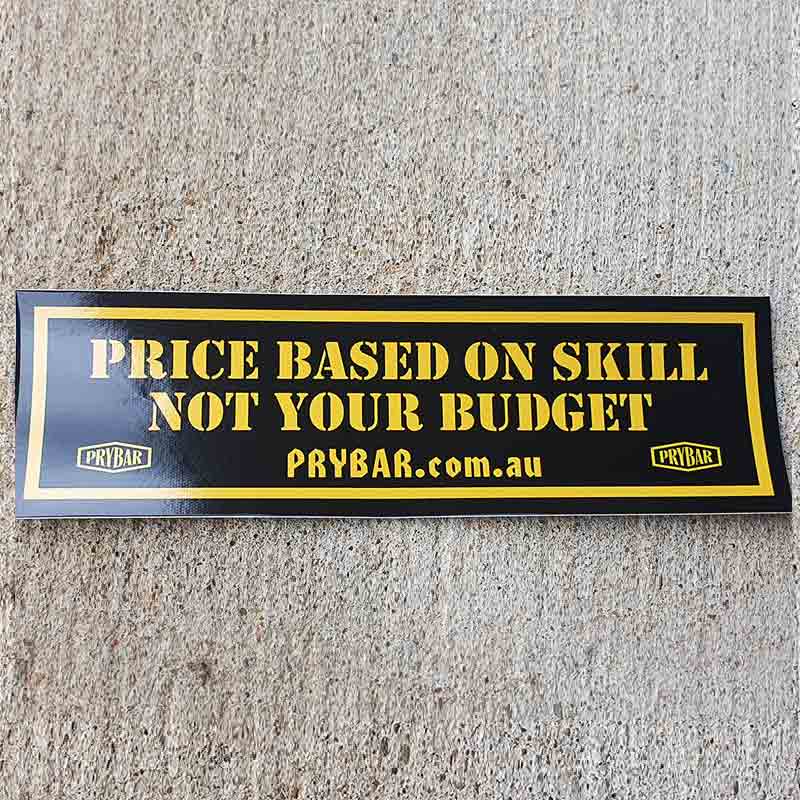 PRICE BASED ON SKILL
NOT YOUR BUDGET
PRYBAR PRYBAR.com.au PRYBAR